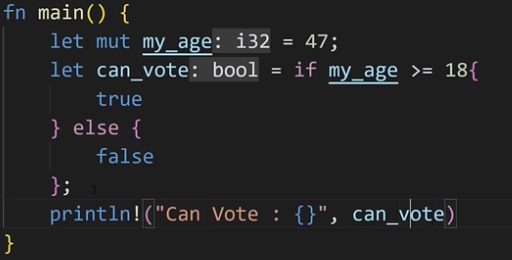 fn main() {
    let mut my_age: i32 = 47;
    let can_vote: bool = if my_age >= 18{
        true
    } else {
        false
    };
    println!("Can Vote : {}", can_vote)
}